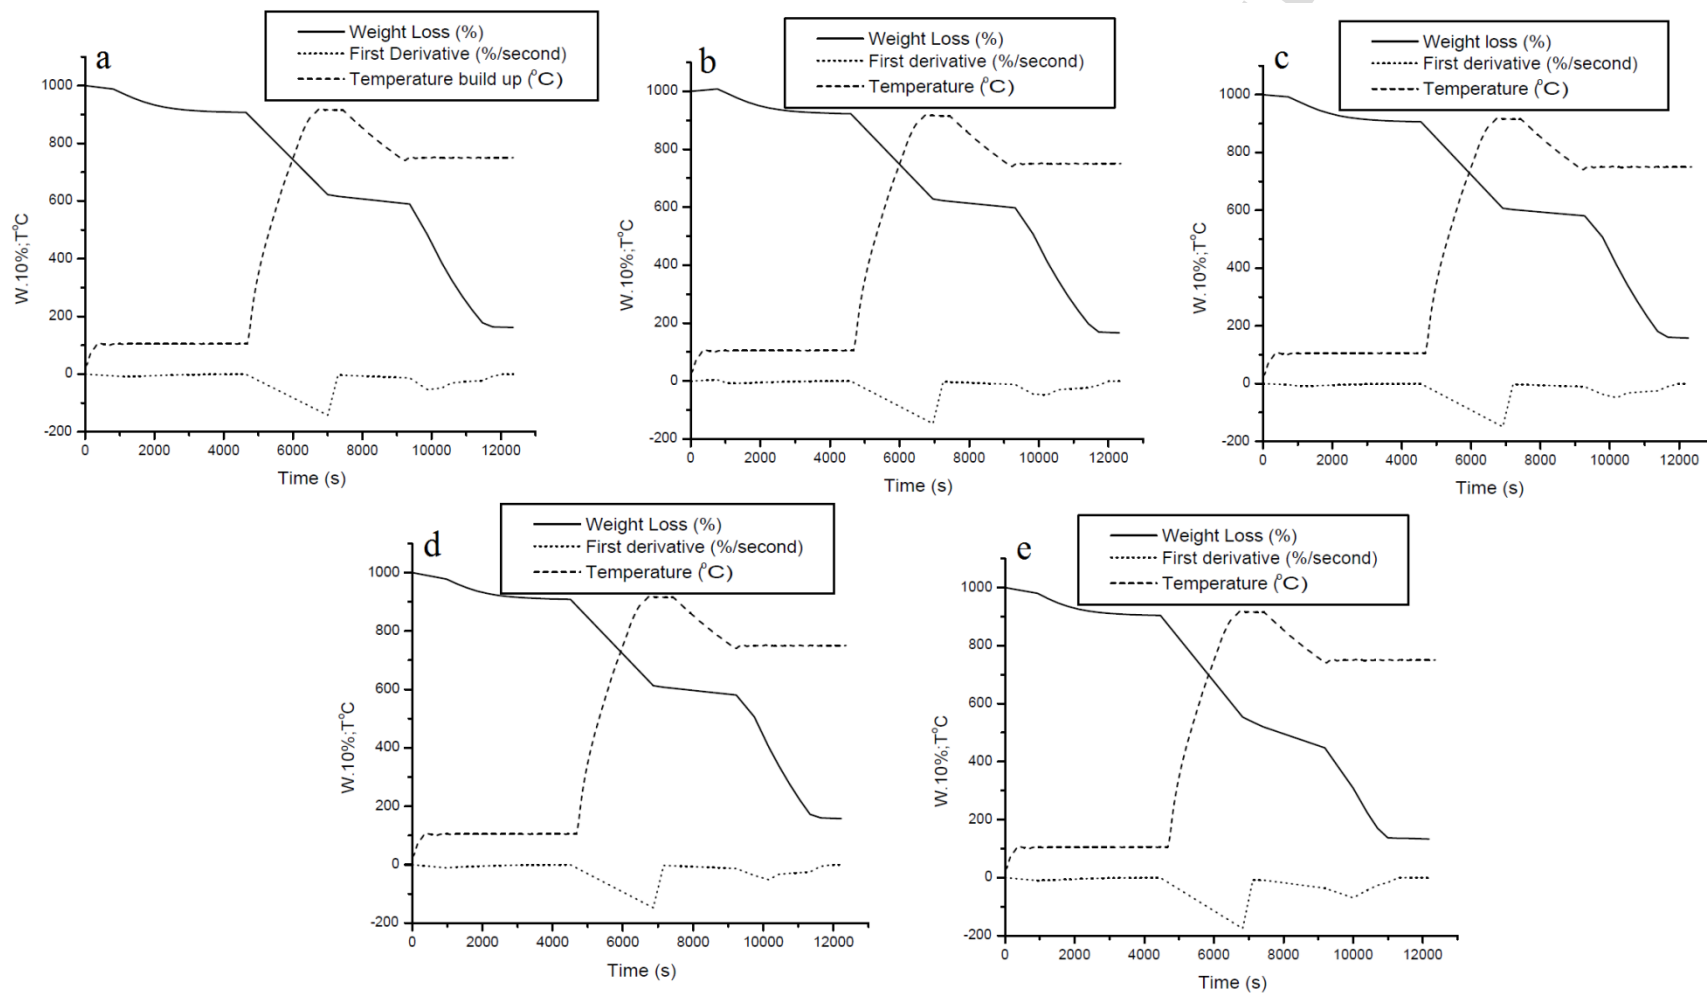 a
Weight Loss (%)
First Derivative (%/second)
Temperature build up (°C)
1000
800
600
400
200
0
-200
W.10%;T°C
0 2000 4000 6000 8000 10000 12000
Time (s)
b
Weight Loss (%)
First derivative (%/second)
Temperature (°C)
1000
800
600
400
200
0
-200
W.10%;T°C
0 2000 4000 6000 8000 10000 12000
Time (s)
c
Weight loss (%)
First derivative (%/second)
Temperature (°C)
1000
800
600
400
200
0
-200
W.10%;T°C
0 2000 4000 6000 8000 10000 12000
Time (s)
d
Weight Loss (%)
First derivative (%/second)
Temperature (°C)
1000
800
600
400
200
0
-200
W.10%;T°C
0 2000 4000 6000 8000 10000 12000
Time (s)
e
Weight Loss (%)
First derivative (%/second)
Temperature (°C)
1000
800
600
400
200
0
-200
W.10%;T°C
0 2000 4000 6000 8000 10000 12000
Time (s)